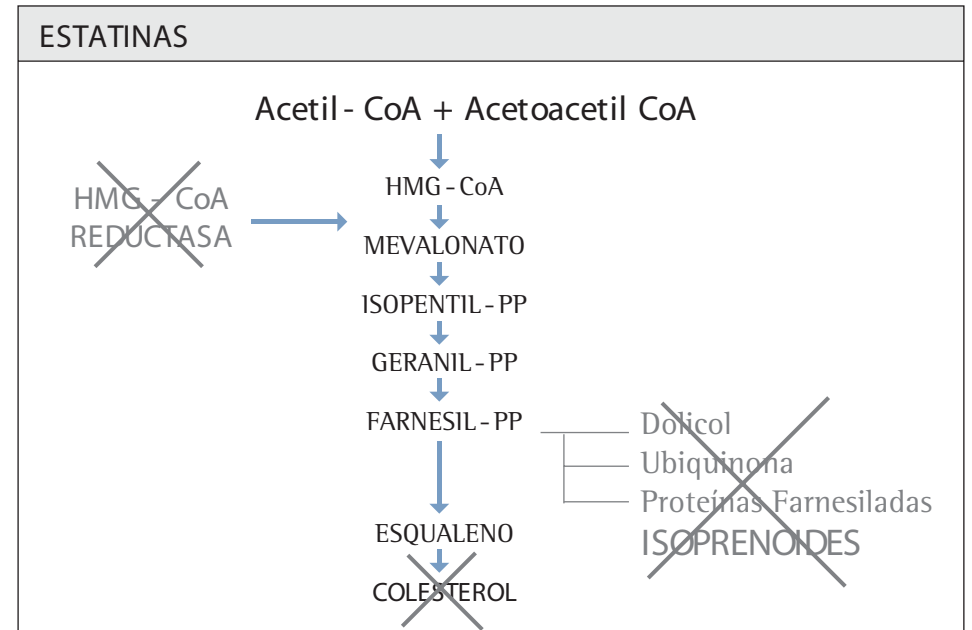 ESTATINAS
Acetil - CoA + Acetoacetil CoA
HMG - CoA
HMG - CoA
REDUCTASA
MEVALONATO
ISOPENTIL - PP
GERANIL - PP
FARNESIL - PP
Dolicol
Ubiquinona
Proteínas Farnesiladas
ISOPRENOIDES
ESQUALENO
COLESTEROL